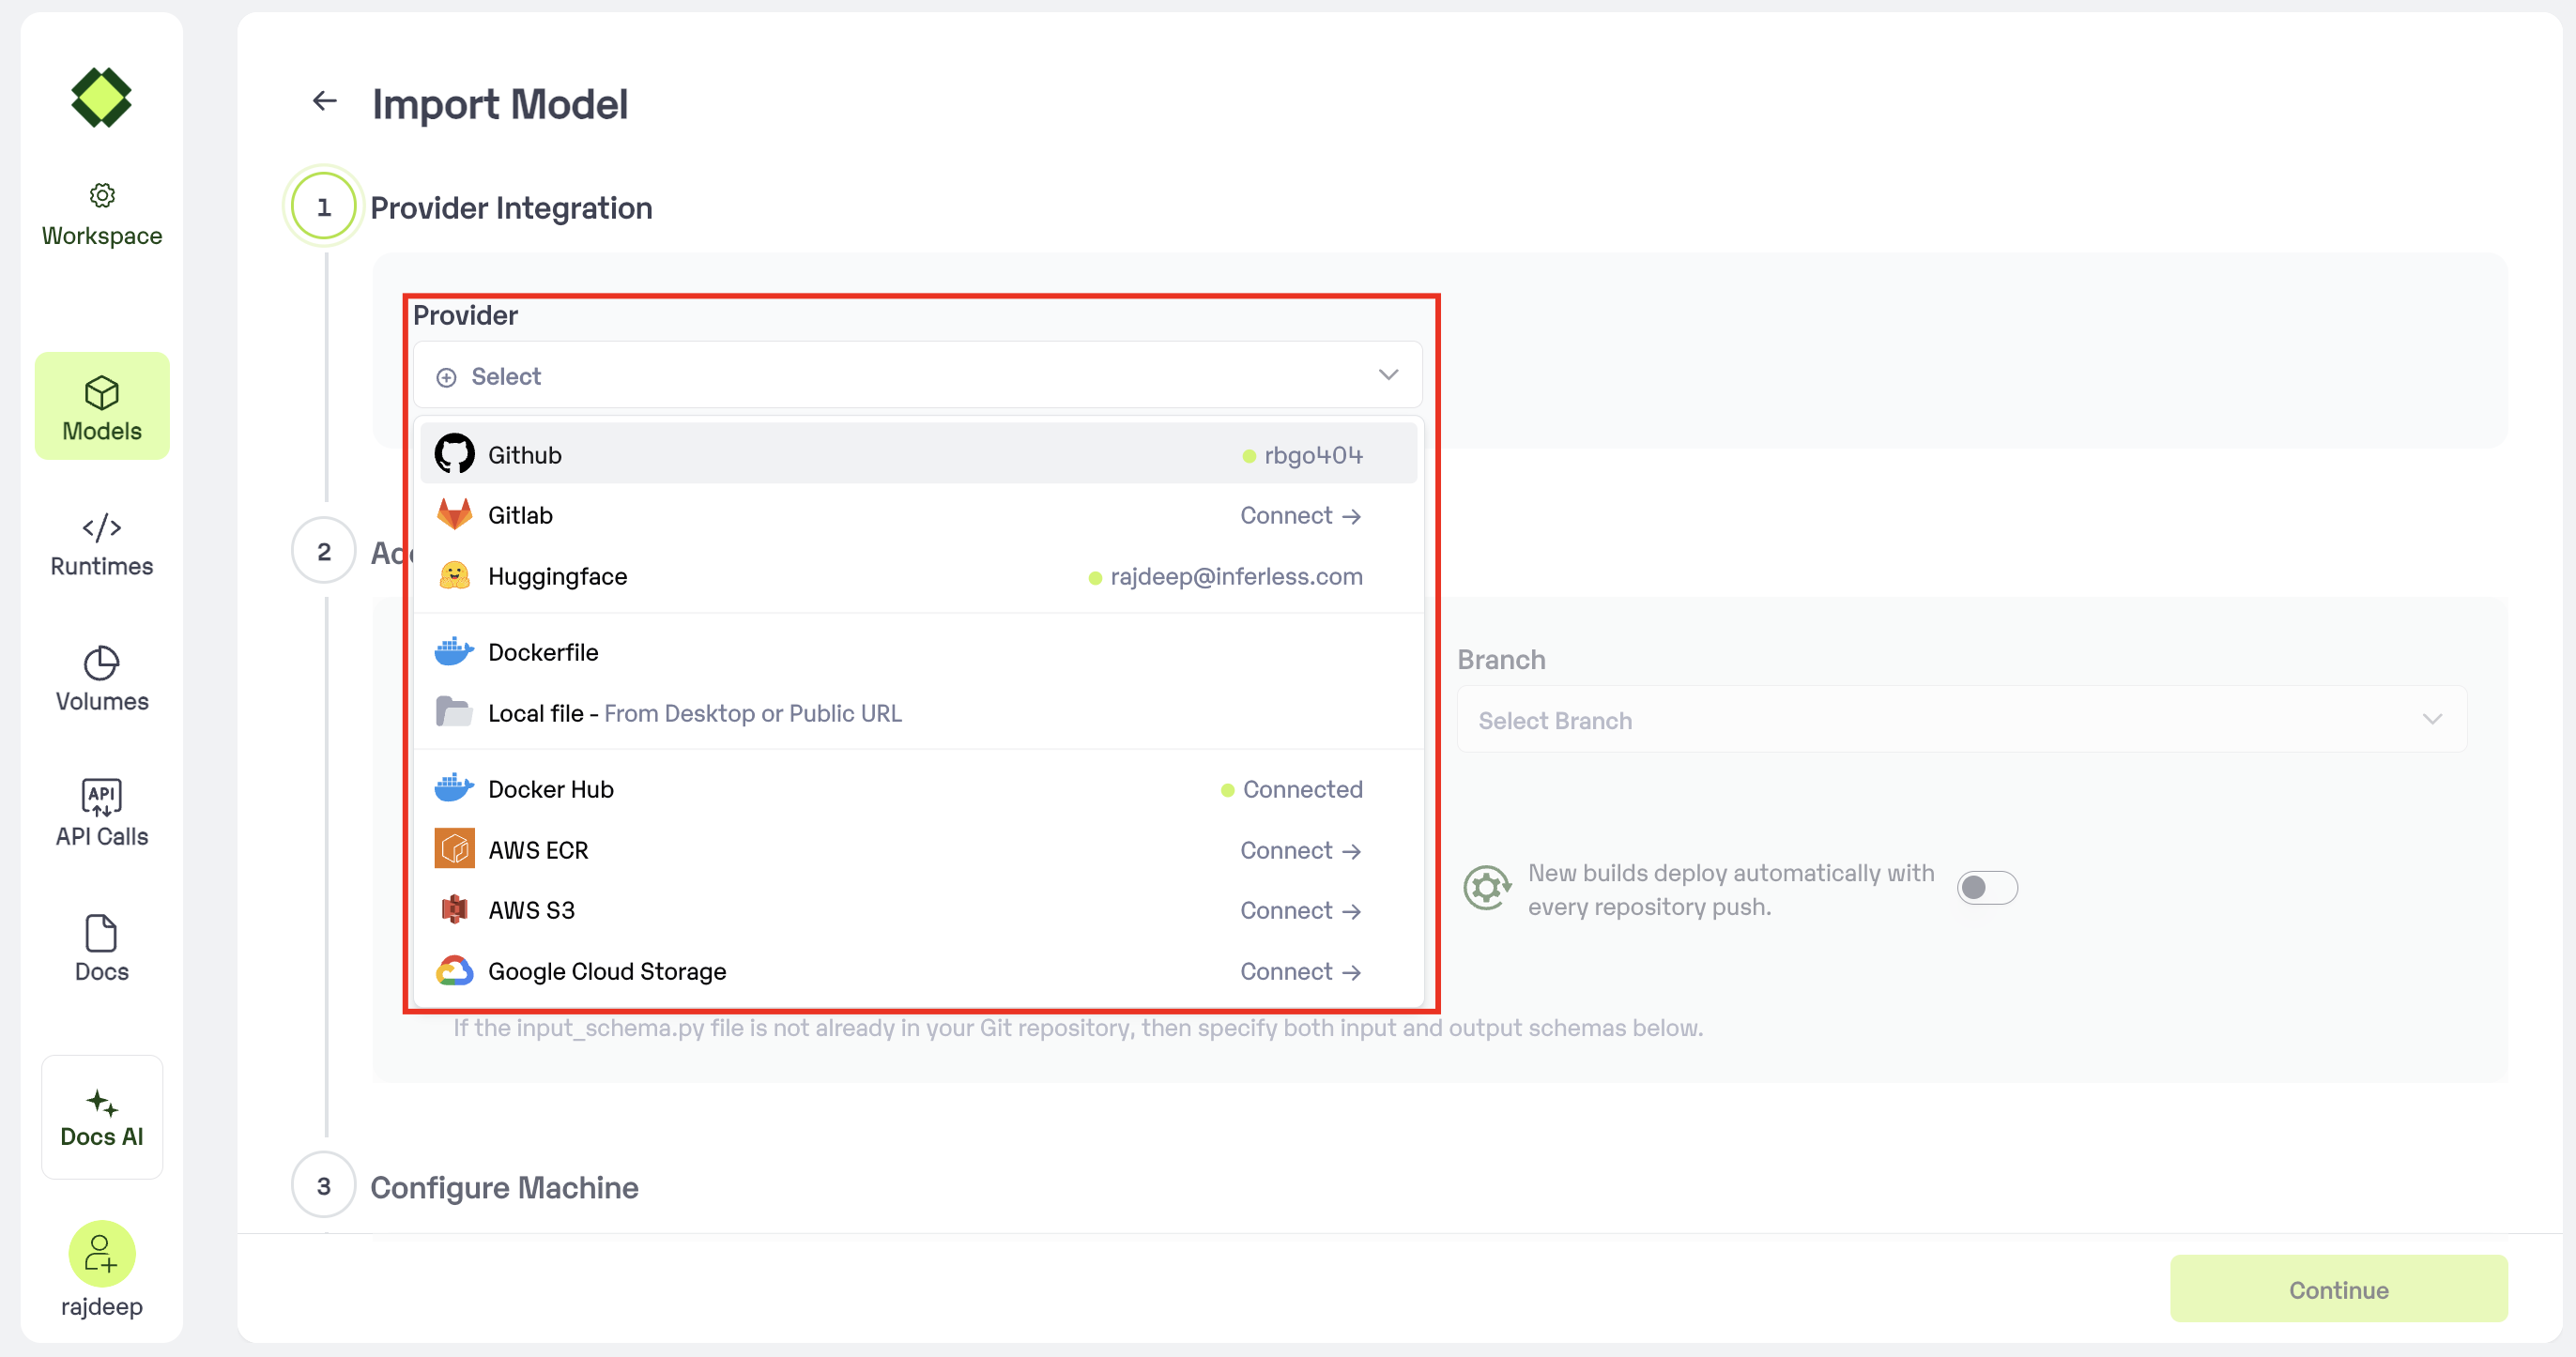 Workspace
Models
Runtimes
Volumes
API
API Calls
Docs
Docs AI
rajdeep
Import Model
1
Provider Integration
Provider
Select
Github
rbgo404
Gitlab
Connect →
Huggingface
rajdeep@inferless.com
Dockerfile
Local file - From Desktop or Public URL
Docker Hub
Connected
AWS ECR
Connect →
AWS S3
Connect →
Google Cloud Storage
Connect →
2
Branch
Select Branch
New builds deploy automatically with
every repository push.
If the input_schema.py file is not already in your Git repository, then specify both input and output schemas below.
3
Configure Machine
Continue